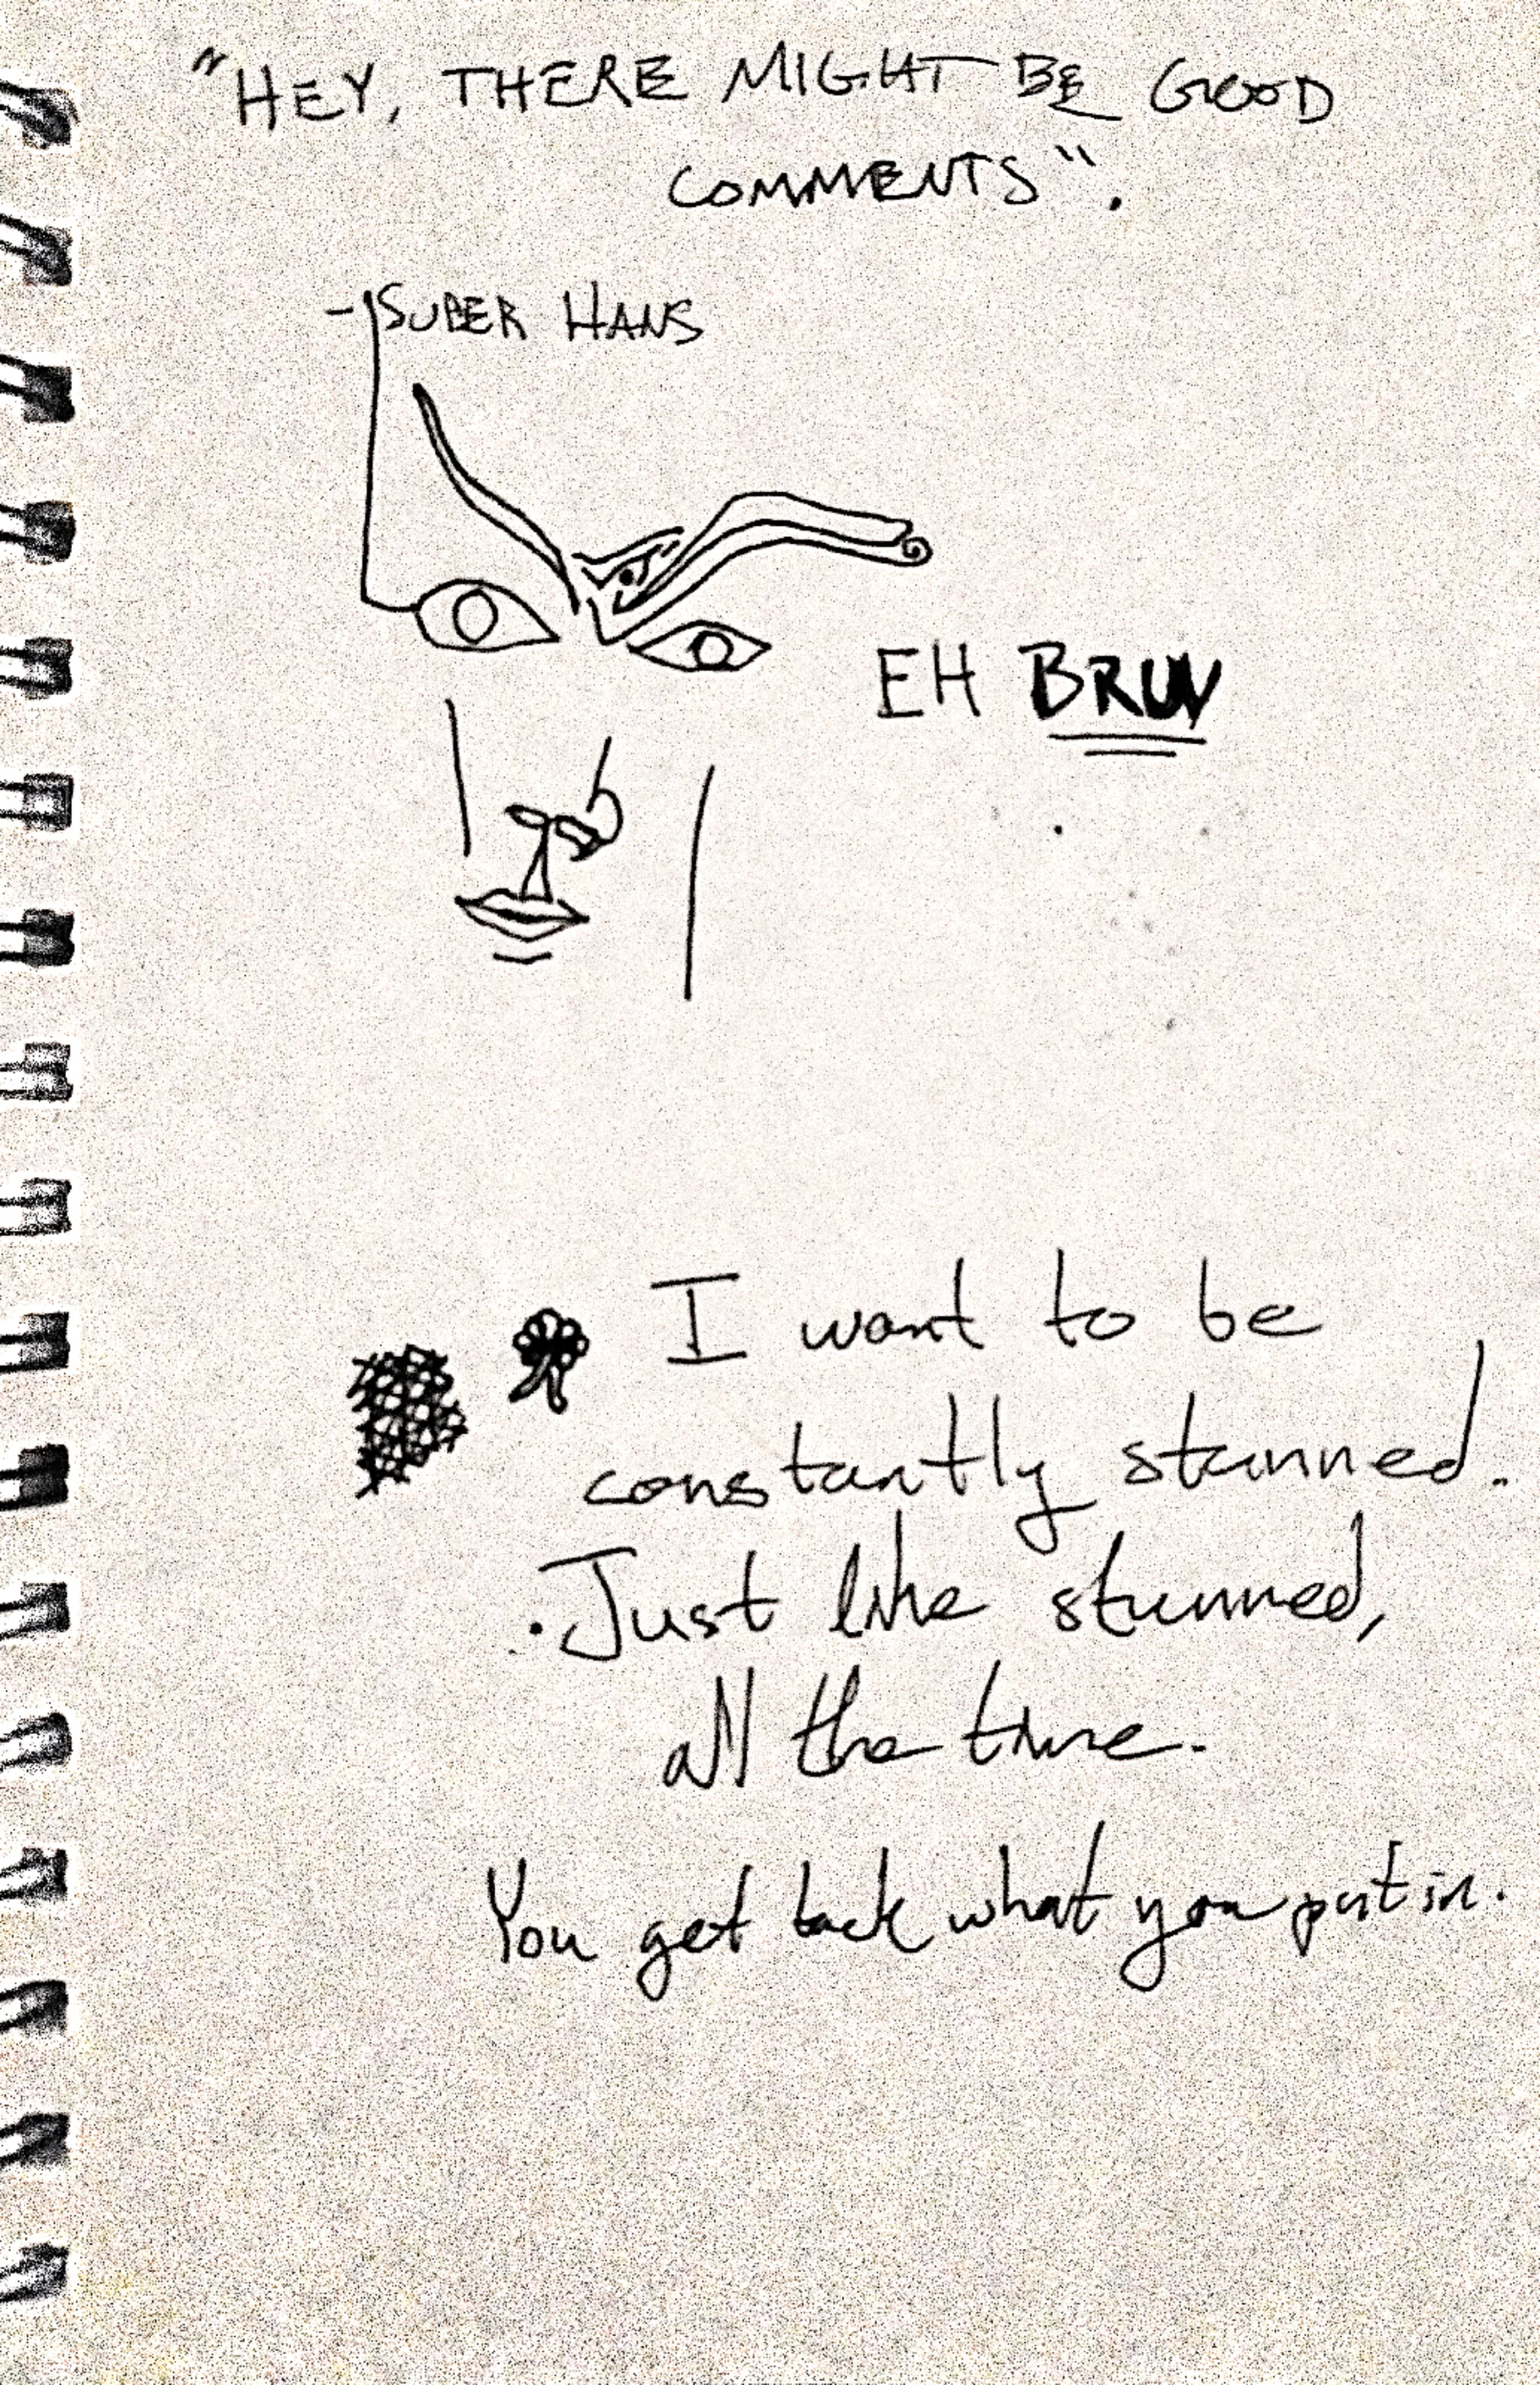 "HEY, THERE MIGHT BE GOOD
COMMENTS".
- SUPER HANS
EH BRUV
I want to be
constantly stunned.
Just like stunned,
all the time.
You get back what you put in.